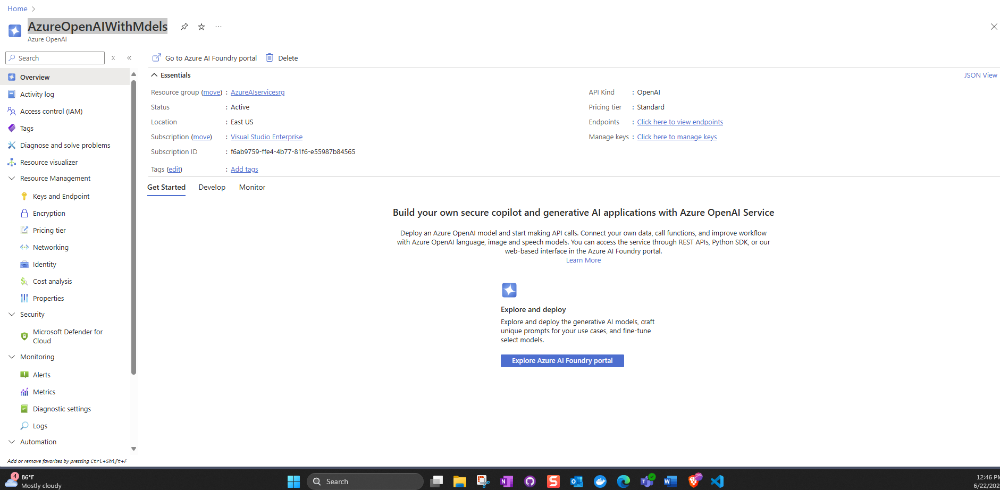 Home
AzureOpenAIWithMdels
Azure OpenAI
Search
Go to Azure AI Foundry portal
Delete
Overview
Activity log
Access control (IAM)
Tags
Diagnose and solve problems
Resource visualizer
Resource Management
Keys and Endpoint
Encryption
Pricing tier
Networking
Identity
Cost analysis
Properties
Security
Microsoft Defender for
Cloud
Monitoring
Alerts
Metrics
Diagnostic settings
Logs
Automation
Add or remove favorites by pressing Ctrl+Shift+F
Essentials
JSON View
Resource group (move) : AzureAIservicesrg
Status : Active
Location : East US
Subscription (move) : Visual Studio Enterprise
Subscription ID : f6ab9759-ffe4-4b77-81f6-e55987b84565
Tags (edit) : Add tags
API Kind : OpenAI
Pricing tier : Standard
Endpoints : Click here to view endpoints
Manage keys : Click here to manage keys
Get Started Develop Monitor
Build your own secure copilot and generative AI applications with Azure OpenAI Service
Deploy an Azure OpenAI model and start making API calls. Connect your own data, call functions, and improve workflow
with Azure OpenAI language, image and speech models. You can access the service through REST APIs, Python SDK, or our
web-based interface in the Azure AI Foundry portal.
Learn More
Explore and deploy
Explore and deploy the generative AI models, craft
unique prompts for your use cases, and fine-tune
select models.
Explore Azure AI Foundry portal
4
86°F
Mostly cloudy
Search
12:46 PM
6/22/202